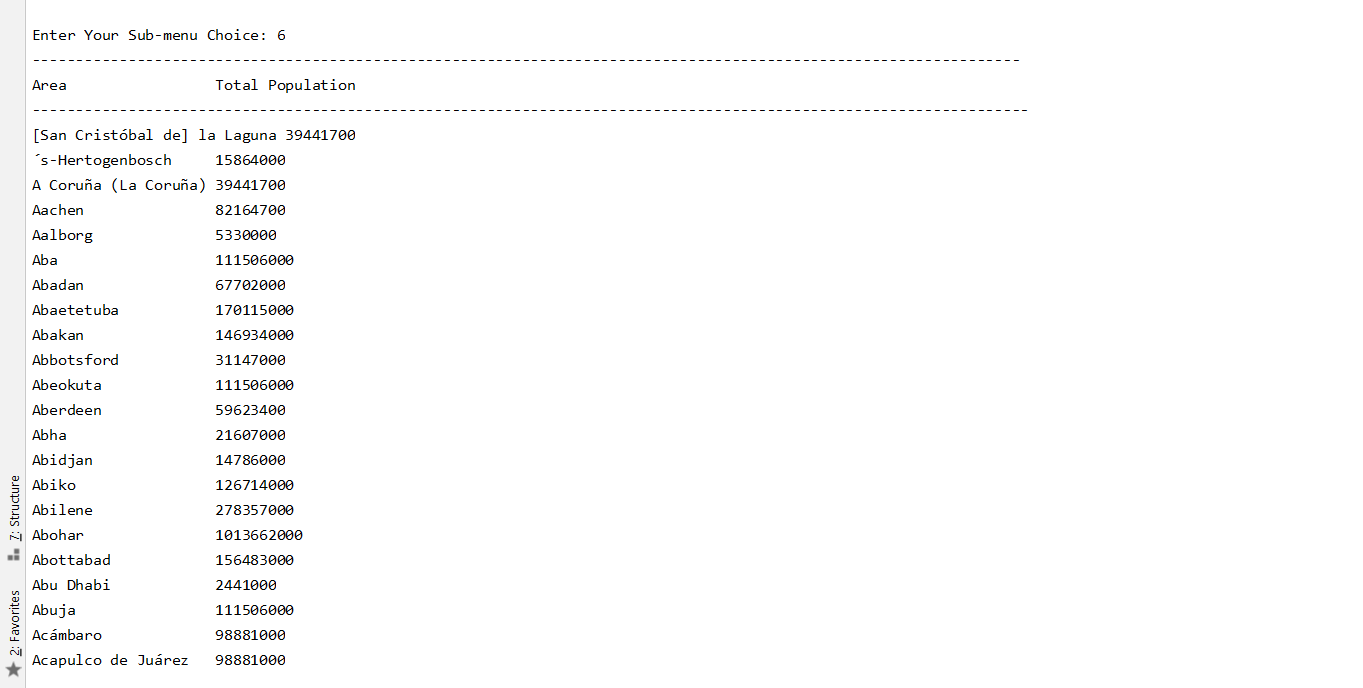 Enter Your Sub-menu Choice: 6
------------------------------------------------------------------------------------------------------------------
Area                 Total Population
-------------------------------------------------------------------------------------------------------------------
[San Cristóbal de] la Laguna 39441700
´s-Hertogenbosch     15864000
A Coruña (La Coruña) 39441700
Aachen               82164700
Aalborg              5330000
Aba                  111506000
Abadan               67702000
Abaetetuba           170115000
Abakan               146934000
Abbotsford           31147000
Abeokuta             111506000
Aberdeen             59623400
Abha                 21607000
Abidjan              14786000
Abiko                126714000
Abilene              278357000
Abohar               1013662000
Abottabad            156483000
Abu Dhabi            2441000
Abuja                111506000
Acámbaro             98881000
Acapulco de Juárez   98881000
7: Structure
2: Favorites